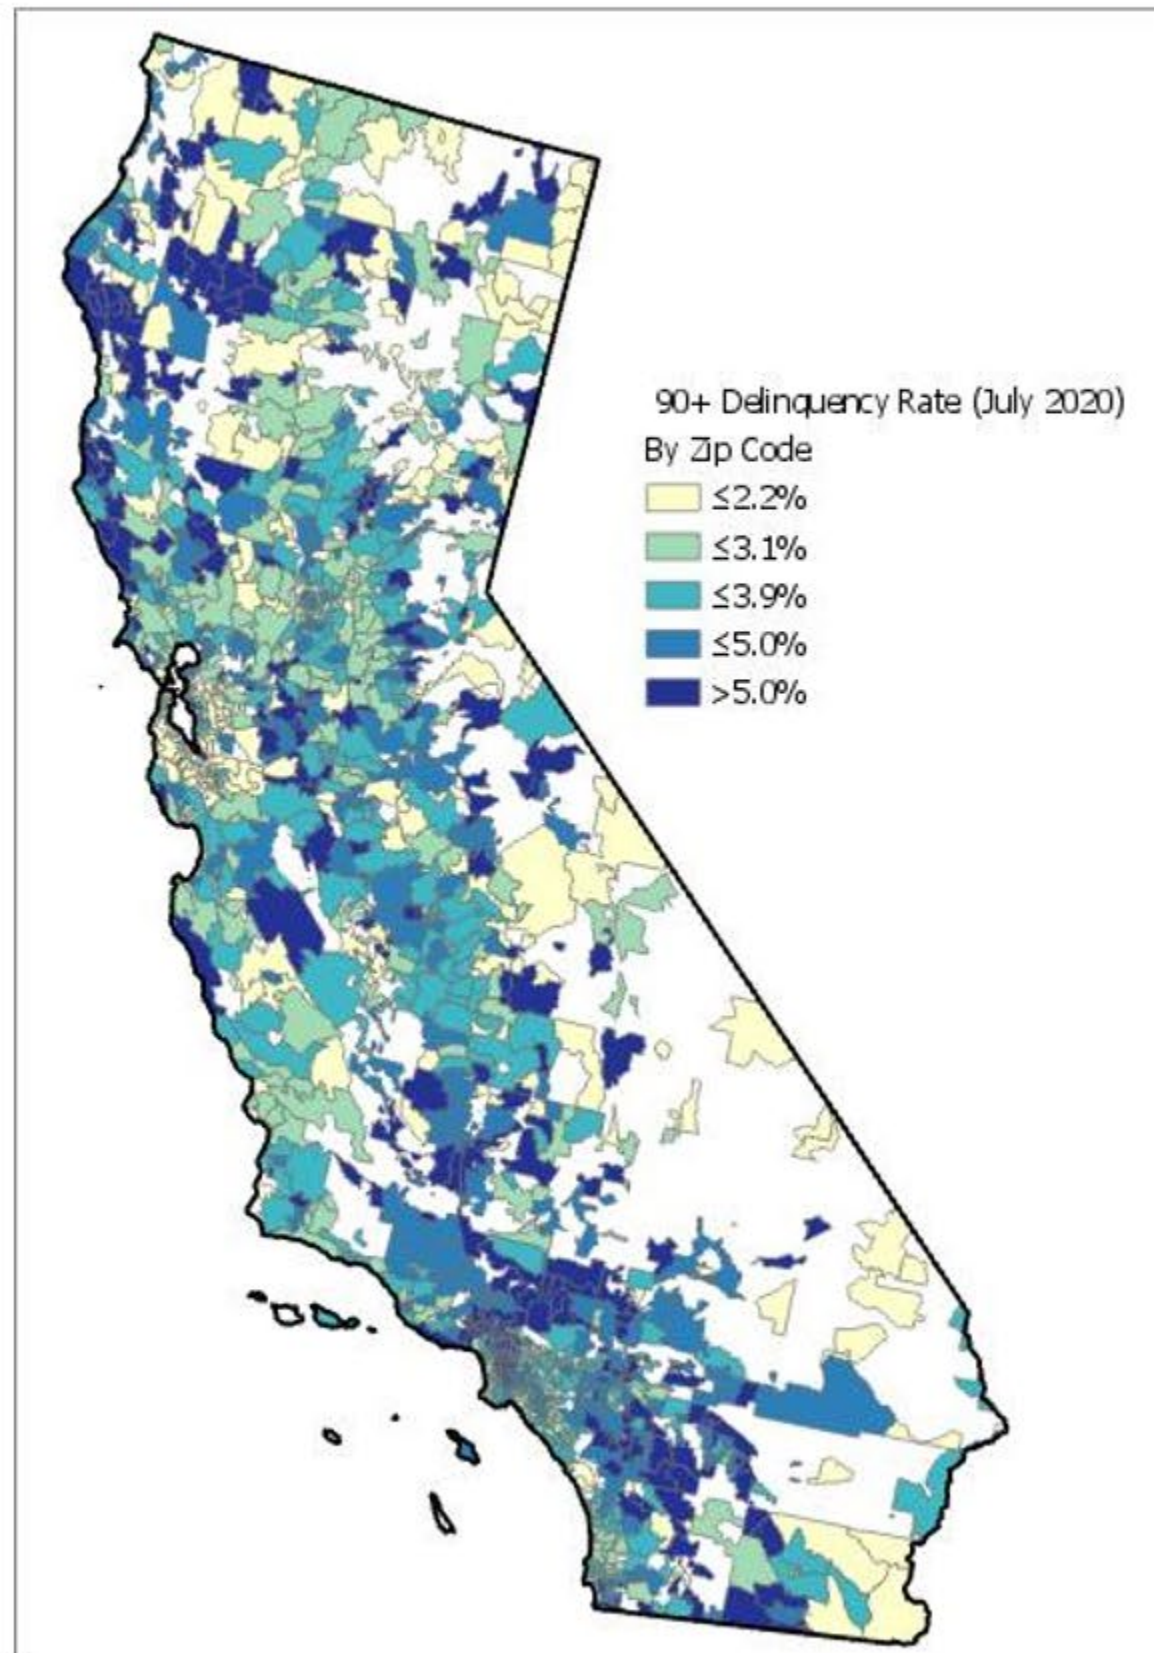 90+ Delinquency Rate (July 2020)
By Zip Code
≤2.2%
≤3.1%
≤3.9%
≤5.0%
>5.0%